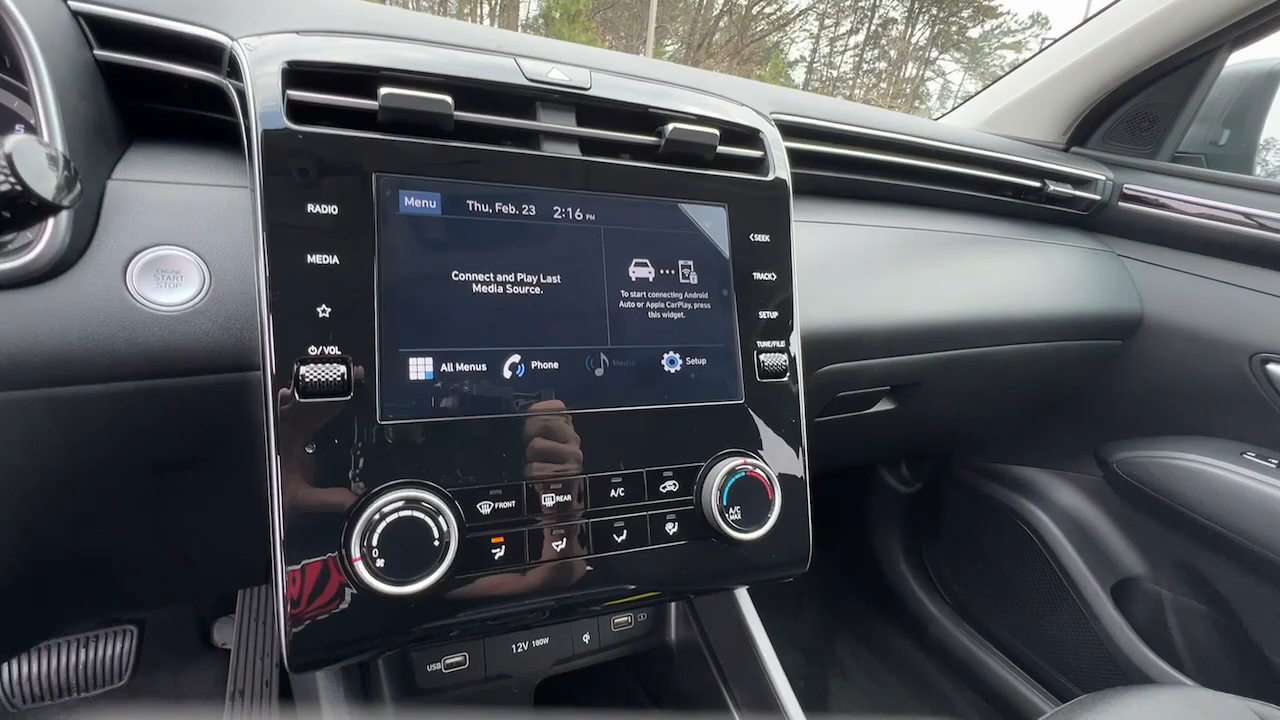 5
ENGINE
START
STOP
RADIO
MEDIA
⏻/VOL
Menu
Thu, Feb. 23
2:16 PM
Connect and Play Last
Media Source.
To start connecting Android
Auto or Apple CarPlay, press
this widget.
All Menus
Phone
Media
Setup
<SEEK
TRACK>
SETUP
TUNE/FILE
FRONT
REAR
A/C
A/C
MAX
0
USB
12V 180W